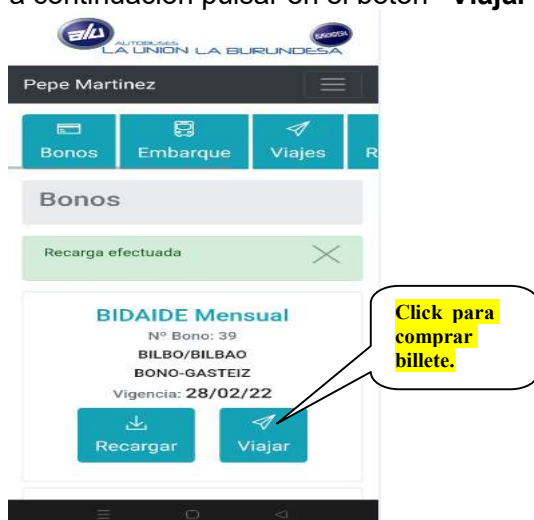 a continuación pulsar en el botón "Viajar
alu
AUTOBUSES
LA UNION LA BURUNDESA
Pepe Martinez
Bonos Embarque Viajes R
Bonos
Recarga efectuada
BIDAIDE Mensual
Nº Bono: 39
BILBO/BILBAO
BONO-GASTEIZ
Vigencia: 28/02/22
Recargar Viajar
Click para
comprar
billete.